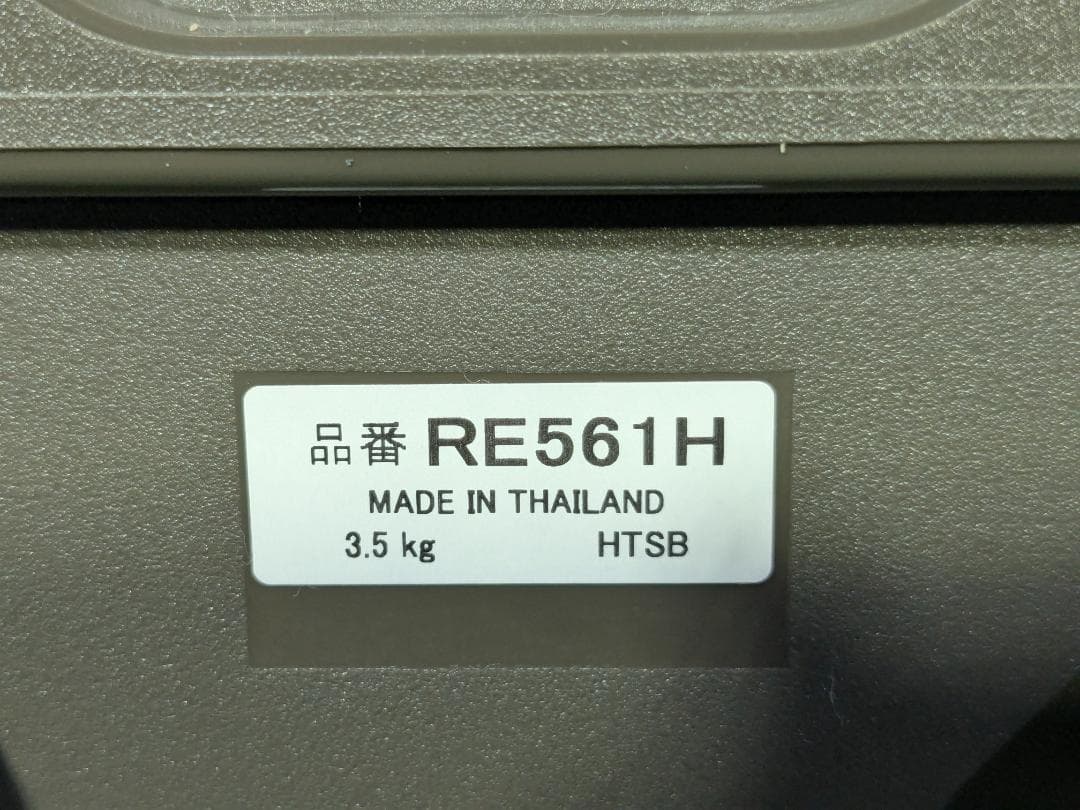 品番 RE561H
MADE IN THAILAND
3.5 kg HTSB